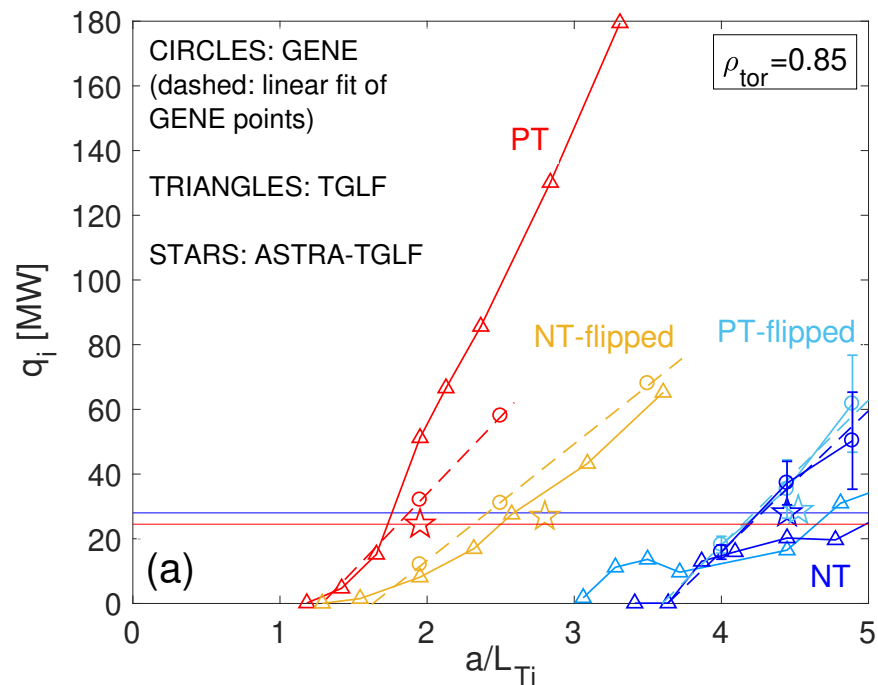 180
160
140
120
100
80
60
40
20
0
q_i [MW]
CIRCLES: GENE
(dashed: linear fit of
GENE points)
TRIANGLES: TGLF
STARS: ASTRA-TGLF
ρ_tor=0.85
PT
NT-flipped
PT-flipped
NT
(a)
0 1 2 3 4 5
a/L_Ti